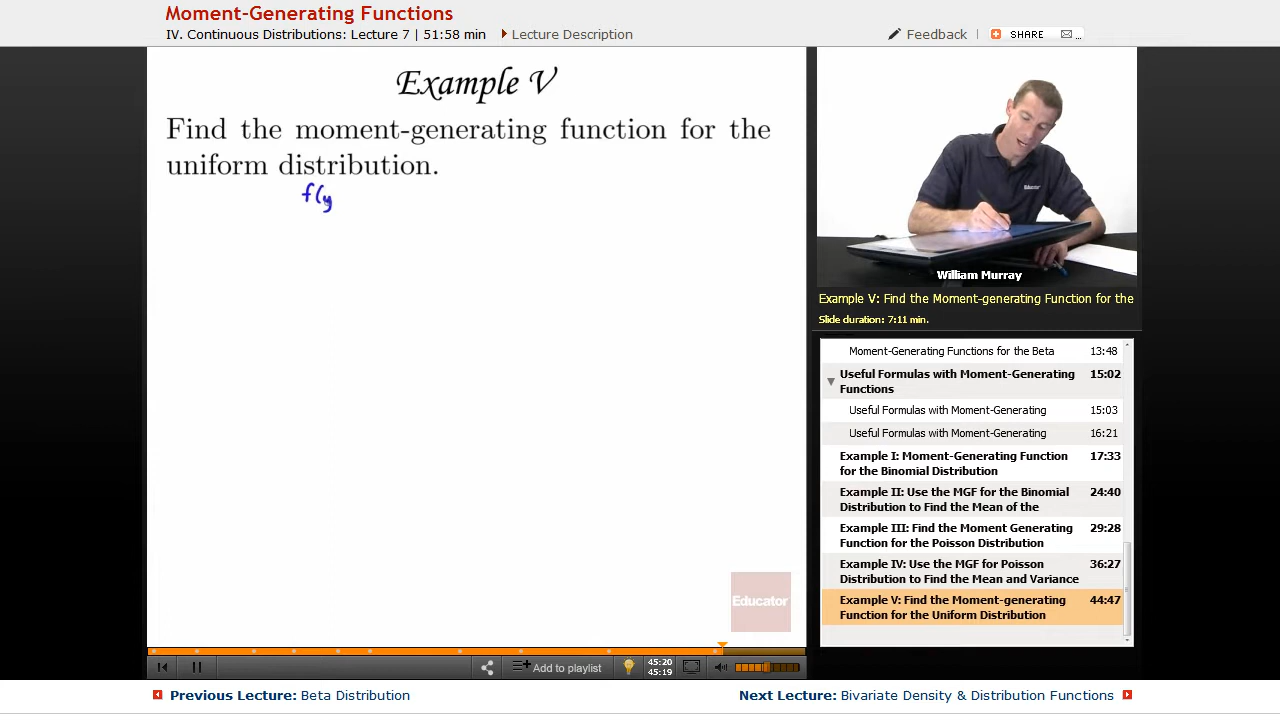 Moment-Generating Functions
IV. Continuous Distributions: Lecture 7 | 51:58 min
Lecture Description
Feedback
SHARE
Example V
Find the moment-generating function for the
uniform distribution.
f(y
Educator
Educator
William Murray
Example V: Find the Moment-generating Function for the
Slide duration: 7:11 min.
Moment-Generating Functions for the Beta 13:48
Useful Formulas with Moment-Generating 15:02
Functions
Useful Formulas with Moment-Generating 15:03
Useful Formulas with Moment-Generating 16:21
Example I: Moment-Generating Function 17:33
for the Binomial Distribution
Example II: Use the MGF for the Binomial 24:40
Distribution to Find the Mean of the
Example III: Find the Moment Generating 29:28
Function for the Poisson Distribution
Example IV: Use the MGF for Poisson 36:27
Distribution to Find the Mean and Variance
Example V: Find the Moment-generating 44:47
Function for the Uniform Distribution
Add to playlist
45:20
45:19
Previous Lecture: Beta Distribution
Next Lecture: Bivariate Density & Distribution Functions